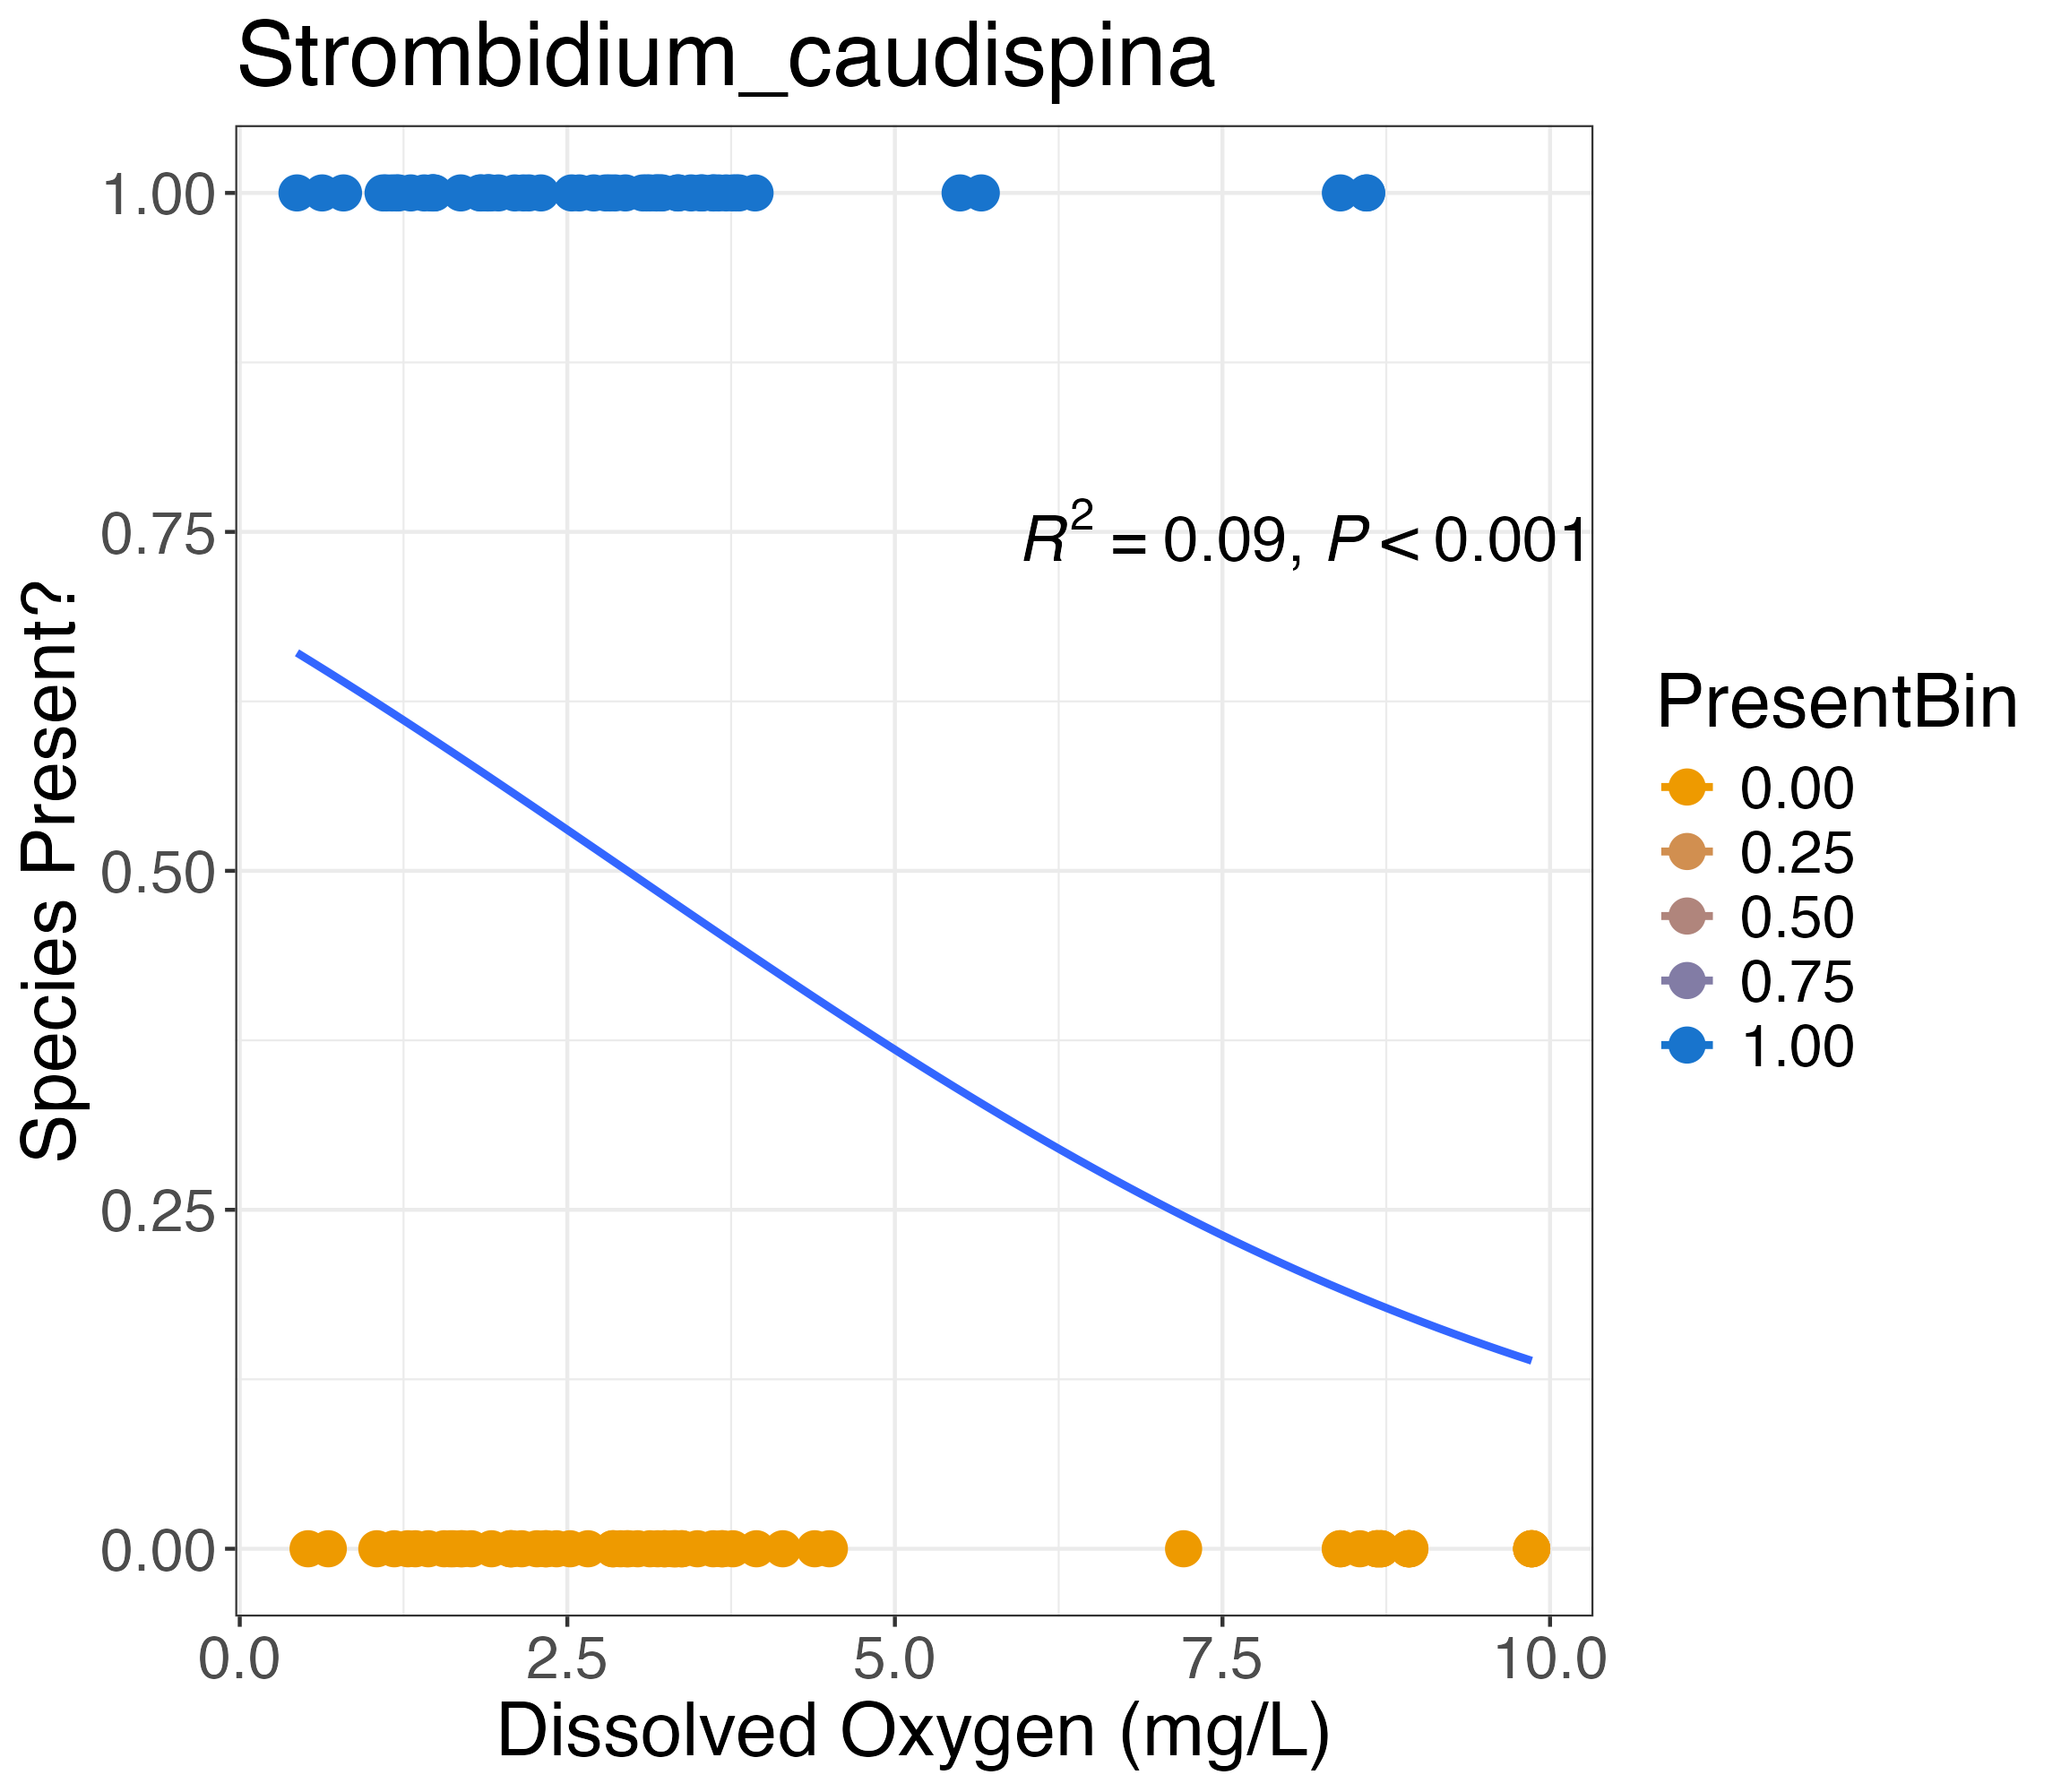 Strombidium_caudispina
1.00
0.75
0.50
0.25
0.00
Species Present?
R² = 0.09, P < 0.001
0.0 2.5 5.0 7.5 10.0
Dissolved Oxygen (mg/L)
PresentBin
0.00
0.25
0.50
0.75
1.00